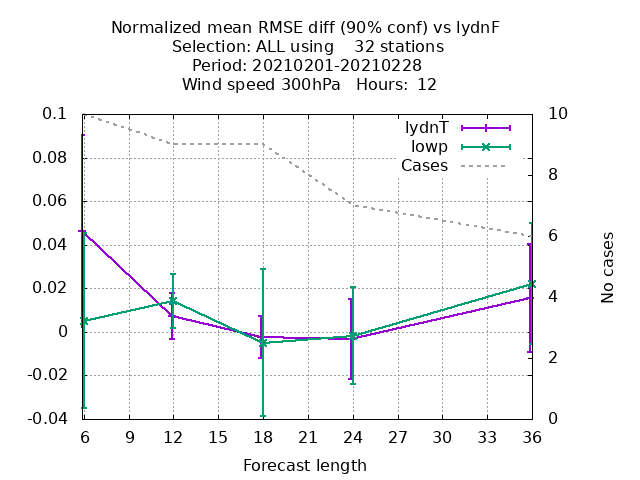 Normalized mean RMSE diff (90% conf) vs lydnF
Selection: ALL using    32 stations
Period: 20210201-20210228
Wind speed 300hPa   Hours:  12
0.1
0.08
0.06
0.04
0.02
0
-0.02
-0.04
10
8
6
4
2
0
lydnT
lowp
Cases
No cases
6 9 12 15 18 21 24 27 30 33 36
Forecast length